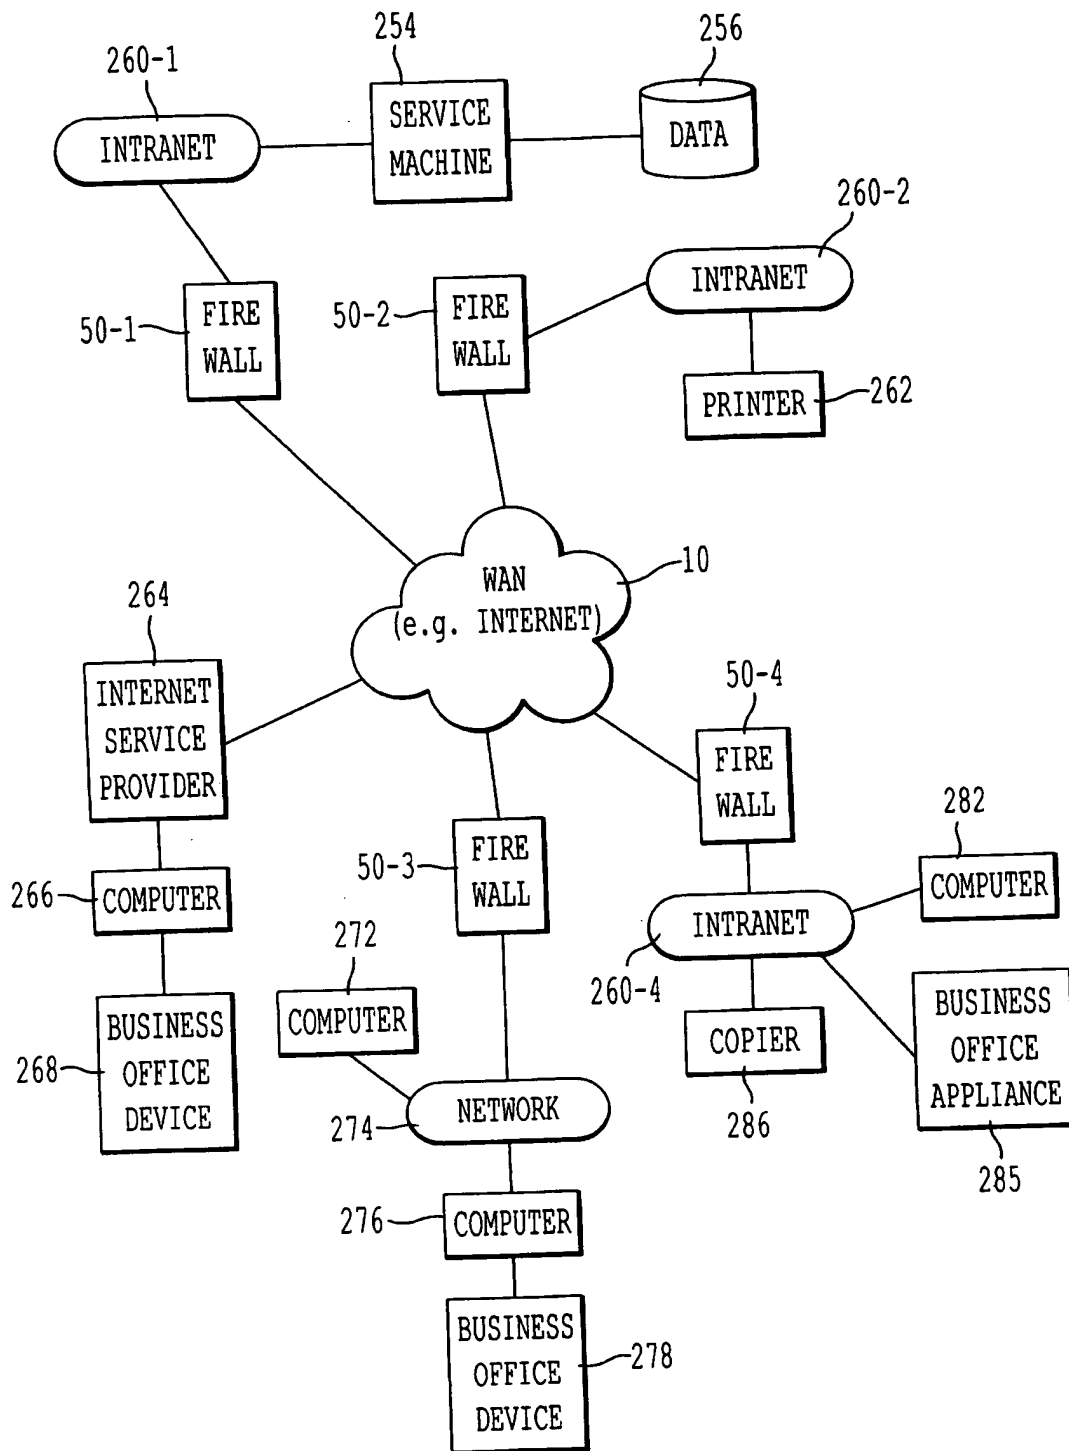 254
256
260-1
INTRANET
SERVICE
MACHINE
DATA
260-2
INTRANET
50-1
FIRE
WALL
50-2
FIRE
WALL
PRINTER
262
10
WAN
(e.g. INTERNET)
264
INTERNET
SERVICE
PROVIDER
50-4
FIRE
WALL
282
COMPUTER
50-3
FIRE
WALL
266
COMPUTER
INTRANET
260-4
272
COMPUTER
268
BUSINESS
OFFICE
DEVICE
COPIER
286
BUSINESS
OFFICE
APPLIANCE
285
NETWORK
274
276
COMPUTER
BUSINESS
OFFICE
DEVICE
278